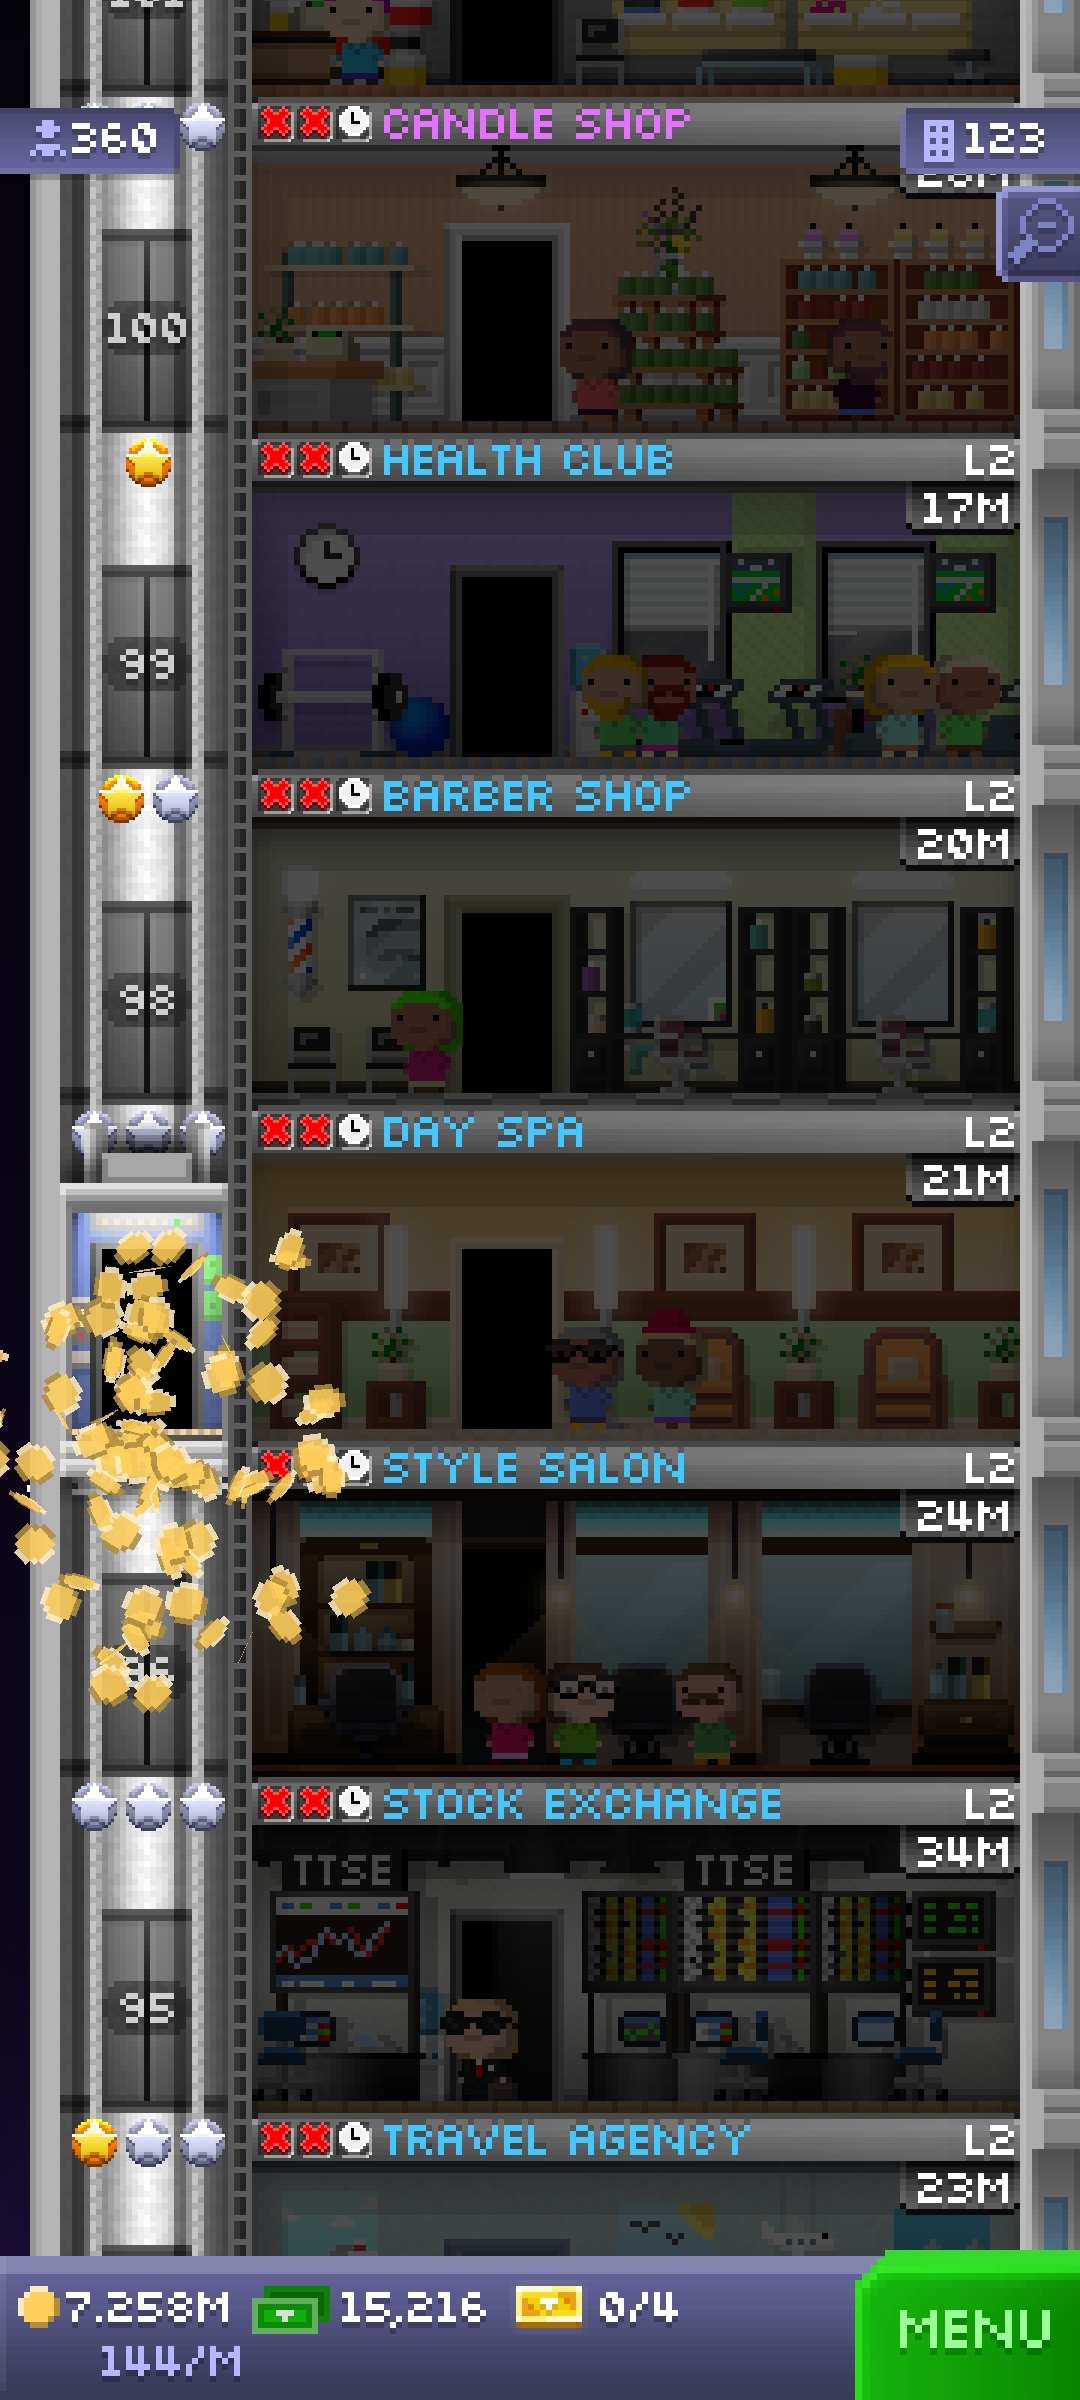 360
CANDLE SHOP
123
100
HEALTH CLUB L2
17M
99
BARBER SHOP L2
20M
98
DAY SPA L2
21M
STYLE SALON L2
24M
96
STOCK EXCHANGE L2
34M
TTSE TTSE
95
TRAVEL AGENCY L2
23M
7.258M 15,216 0/4
144/M
MENU